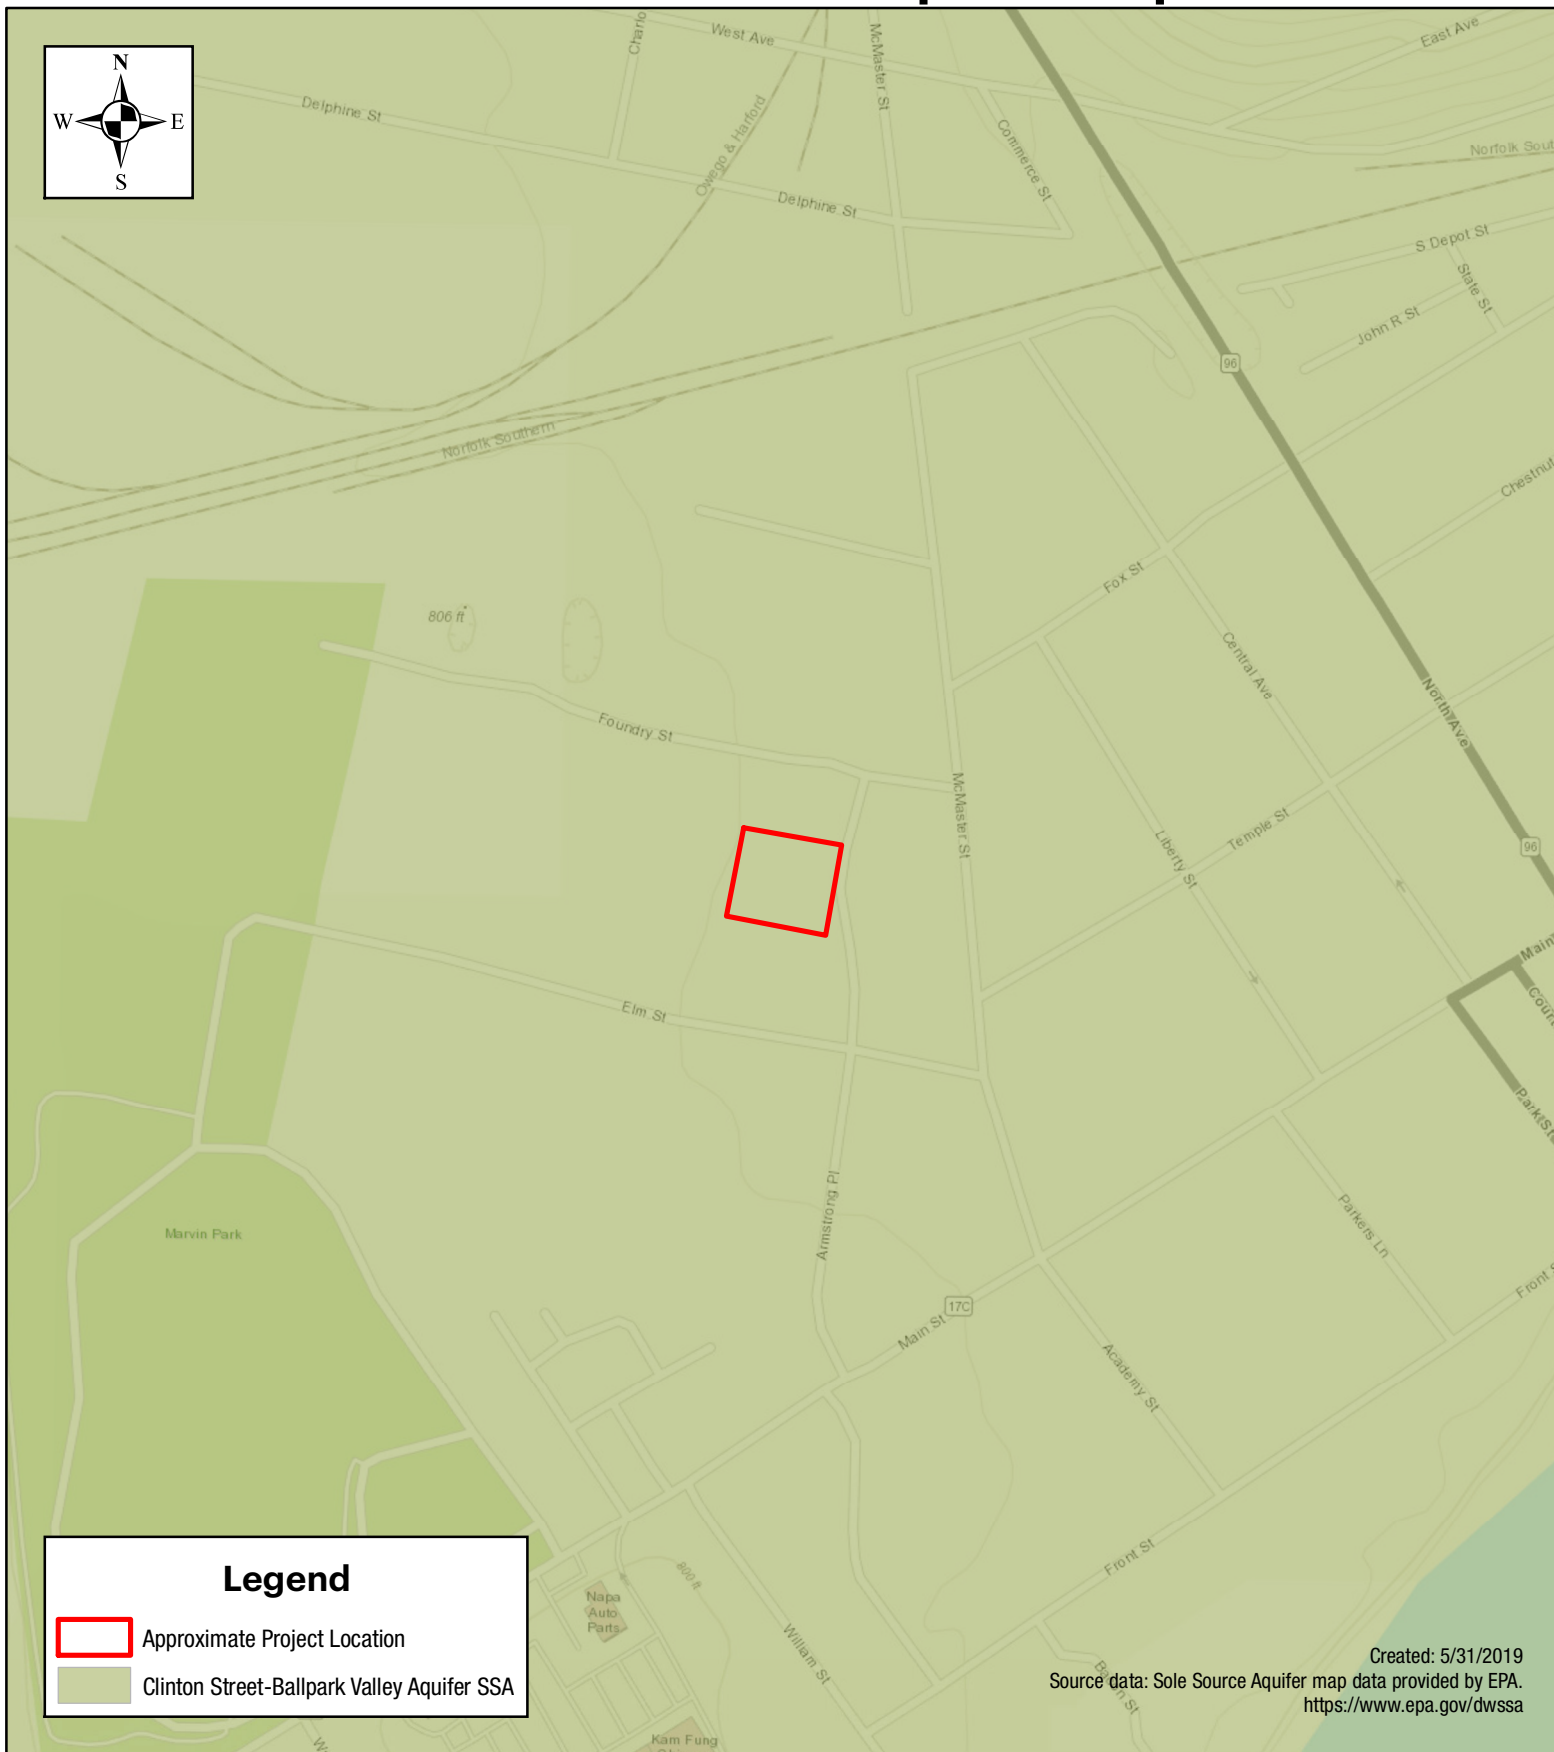 West Ave
McMaster St
East Ave
N
W
E
S
Delphine St
Owego & Harford
Commerce St
Norfolk
Delphine St
S Depot St
State St
John R St
96
Norfolk Southern
Chestnut
Fox St
806 ft
Central Ave
North Ave
Foundry St
McMaster St
Temple St
Liberty St
96
Main
Elm St
Armstrong Pl
Marvin Park
Parkers Ln
Front
17C
Main St
Academy St
Front St
800 ft
Napa
Auto
Parts
William St
Kam Fung
Legend
Approximate Project Location
Clinton Street-Ballpark Valley Aquifer SSA
Created: 5/31/2019
Source data: Sole Source Aquifer map data provided by EPA.
https://www.epa.gov/dwssa